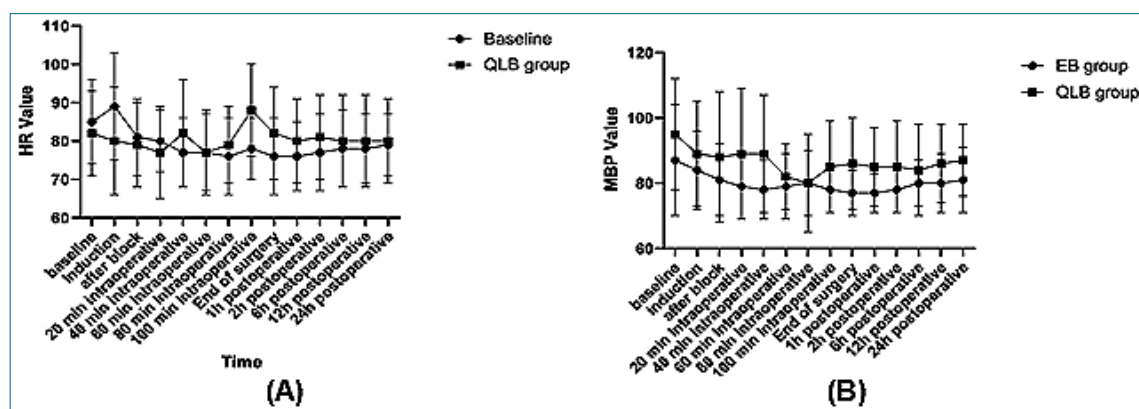 Baseline
QLB group
HR Value
100
90
80
70
60
baseline
Induction
after block
20 min intraoperative
40 min intraoperative
60 min intraoperative
80 min intraoperative
100 min intraoperative
End of surgery
1h postoperative
2h postoperative
6h postoperative
12h postoperative
24h postoperative
Time
(A)
EB group
QLB group
MBP Value
120
100
80
60
baseline
induction
after block
20 min intraoperative
40 min intraoperative
60 min intraoperative
80 min intraoperative
100 min intraoperative
End of surgery
1h postoperative
2h postoperative
6h postoperative
12h postoperative
24h postoperative
(B)